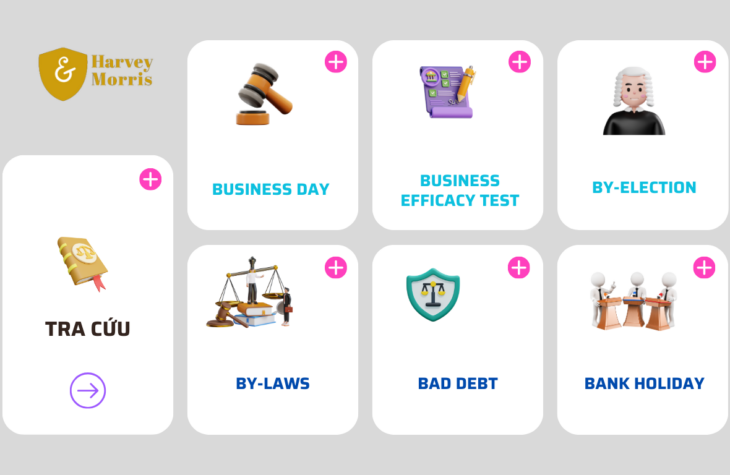 & Harvey
Morris
TRA CỨU
BUSINESS DAY
BUSINESS
EFFICACY TEST
BY-ELECTION
BY-LAWS
BAD DEBT
BANK HOLIDAY